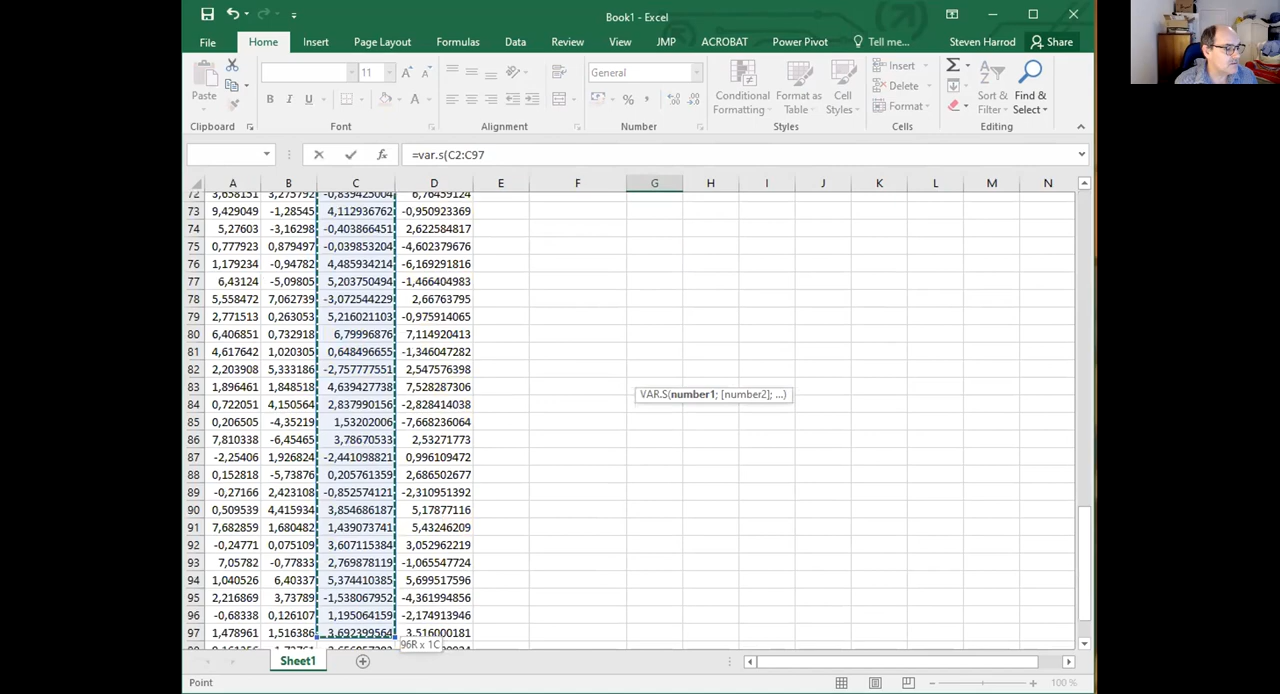 Book1 - Excel
File Home Insert Page Layout Formulas Data Review View JMP ACROBAT Power Pivot Tell me... Steven Harrod Share
Paste
Clipboard
11
A A
B I U
A
Font
Alignment
General
% ,
Number
Conditional Formatting
Format as Table
Cell Styles
Styles
Insert
Delete
Format
Cells
Sort & Filter
Find & Select
Editing
fx =var.s(C2:C97
A B C D E F G H I J K L M N
72 3,658151 3,275792 -0,839425004 6,76459124
73 9,429049 -1,28545 4,112936762 -0,950923369
74 5,27603 -3,16298 -0,403866451 2,622584817
75 0,777923 0,879497 -0,039853204 -4,602379676
76 1,179234 -0,94782 4,485934214 -6,169291816
77 6,43124 -5,09805 5,203750494 -1,466404983
78 5,558472 7,062739 -3,072544229 2,66763795
79 2,771513 0,263053 5,216021103 -0,975914065
80 6,406851 0,732918 6,79996876 7,114920413
81 4,617642 1,020305 0,648496655 -1,346047282
82 2,203908 5,333186 -2,757777551 2,547576398
83 1,896461 1,848518 4,639427738 7,528287306
84 0,722051 4,150564 2,837990156 -2,828414038
85 0,206505 -4,35219 1,53202006 -7,668236064
86 7,810338 -6,45465 3,78670533 2,53271773
87 -2,25406 1,926824 -2,441098821 0,996109472
88 0,152818 -5,73876 0,205761359 2,686502677
89 -0,27166 2,423108 -0,852574121 -2,310951392
90 0,509539 4,415934 3,854686187 5,17877116
91 7,682859 1,680482 1,439073741 5,43246209
92 -0,24771 0,075109 3,607115384 3,052962219
93 7,05782 -0,77833 2,769878119 -1,065547724
94 1,040526 6,40337 5,374410385 5,699517596
95 2,216869 3,73789 -1,538067952 -4,361994856
96 -0,68338 0,126107 1,195064159 -2,174913946
97 1,478961 1,516386 3,692399564 3,516000181
VAR.S(number1; [number2]; ...)
96R x 1C
Sheet1
Point
100 %